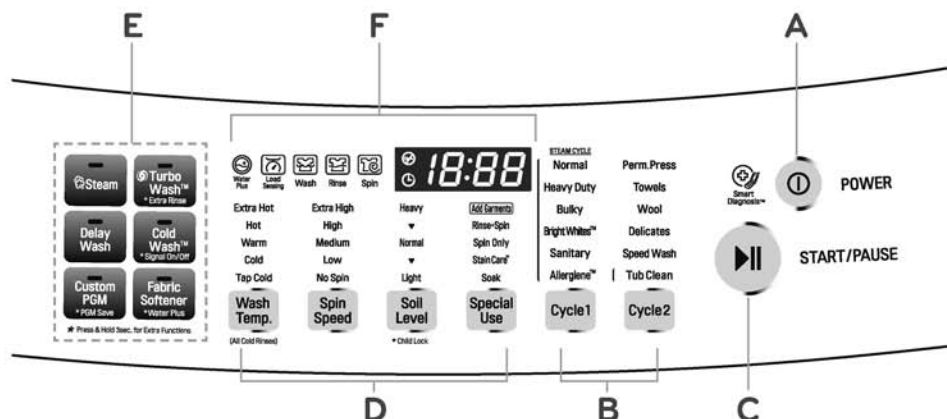 E
F
A
Steam
Turbo
Wash™
* Extra Rinse
Delay
Wash
Cold
Wash™
* Signal On/Off
Custom
PGM
* PGM Save
Fabric
Softener
* Water Plus
* Press & Hold 3sec. for Extra Functions
Water
Plus
Load
Sensing
Wash
Rinse
Spin
18:88
Extra Hot
Hot
Warm
Cold
Tap Cold
Wash
Temp.
(All Cold Rinses)
Extra High
High
Medium
Low
No Spin
Spin
Speed
Heavy
Normal
Light
Soil
Level
* Child Lock
Add Garments
Rinse+Spin
Spin Only
Stain Care™
Soak
Special
Use
STEAM CYCLE
Normal
Heavy Duty
Bulky
Bright Whites™
Sanitary
Allergiene™
Cycle1
Perm.Press
Towels
Wool
Delicates
Speed Wash
Tub Clean
Cycle2
Smart
Diagnosis™
POWER
START/PAUSE
D
B
C